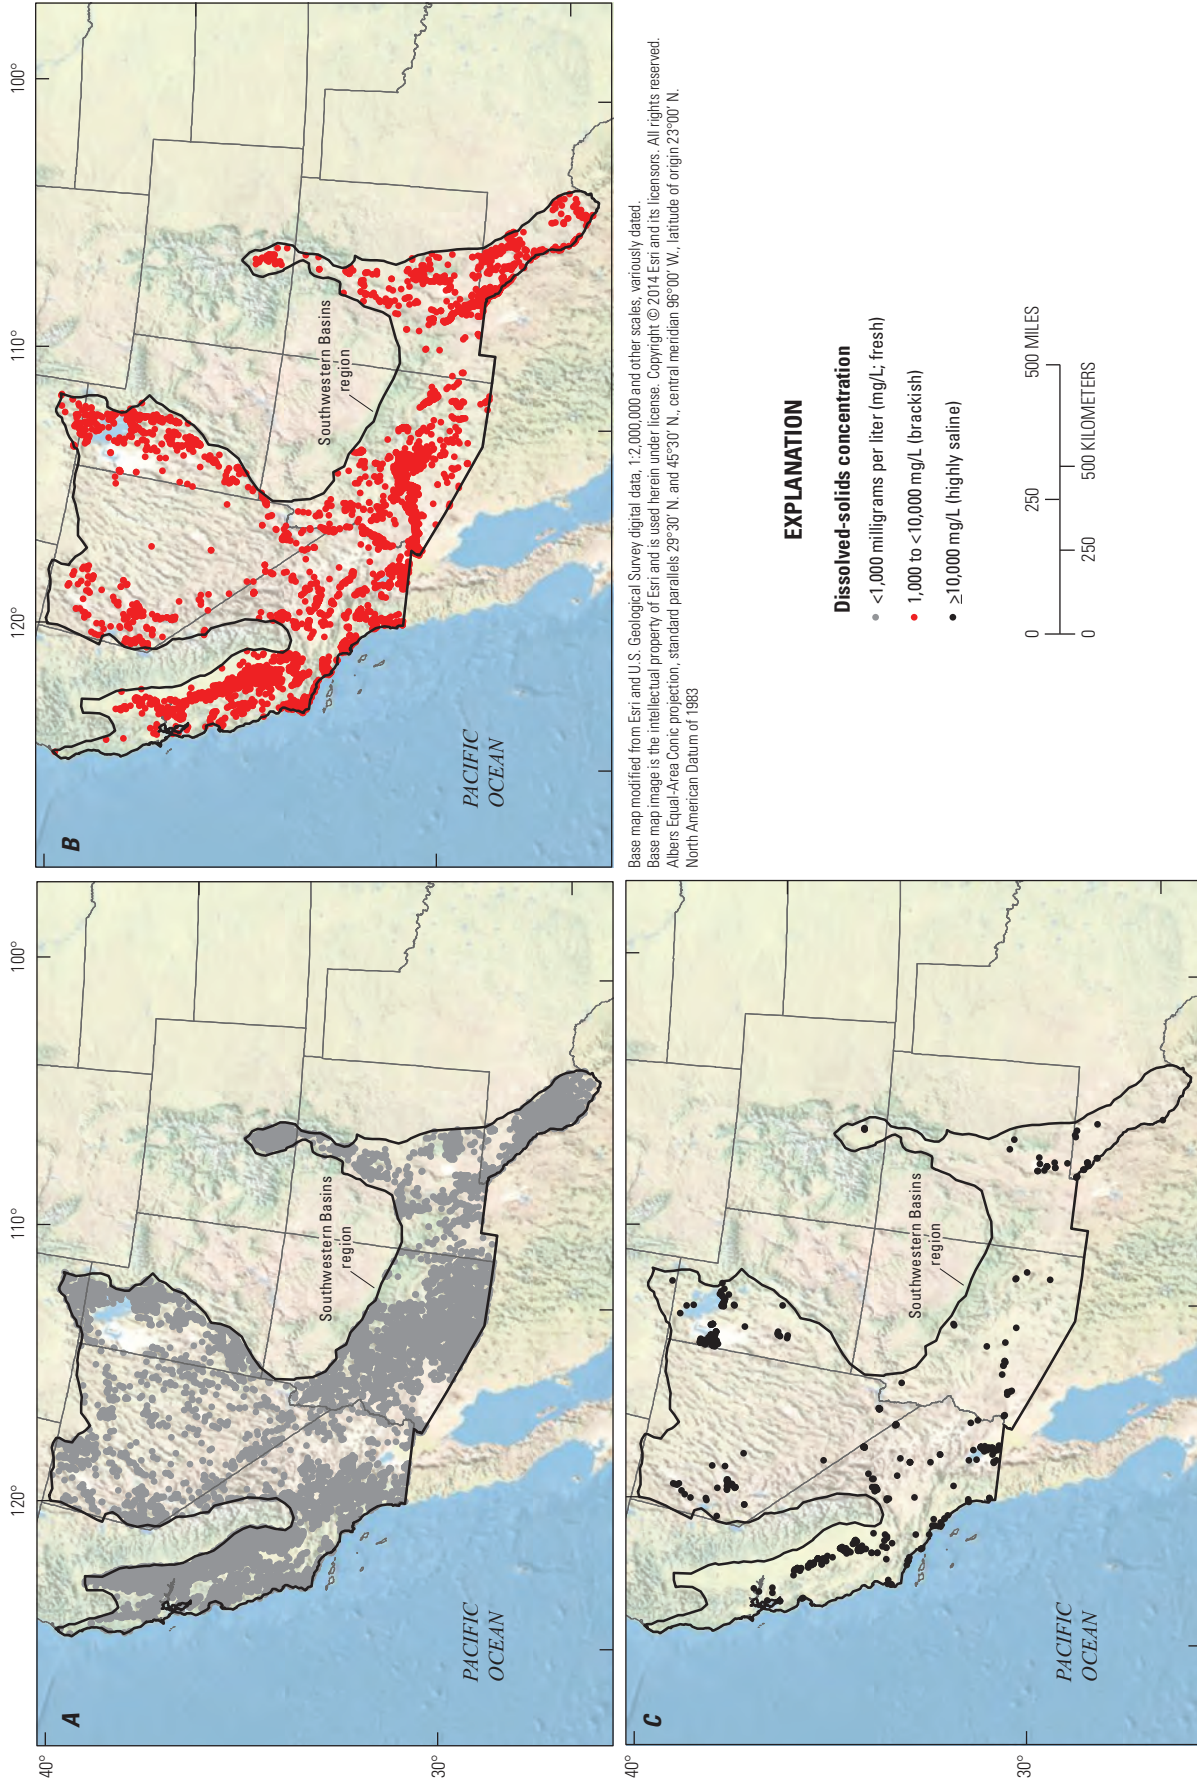 100°
110°
120°
40°
30°
A
Southwestern Basins
region
PACIFIC
OCEAN
100°
110°
120°
B
Southwestern Basins
region
PACIFIC
OCEAN
40°
30°
C
Southwestern Basins
region
PACIFIC
OCEAN
Base map modified from Esri and U.S. Geological Survey digital data, 1:2,000,000 and other scales, variously dated.
Base map image is the intellectual property of Esri and is used herein under license. Copyright © 2014 Esri and its licensors. All rights reserved.
Albers Equal-Area Conic projection, standard parallels 29°30' N. and 45°30' N., central meridian 96°00' W., latitude of origin 23°00' N.
North American Datum of 1983
EXPLANATION
Dissolved-solids concentration
<1,000 milligrams per liter (mg/L; fresh)
1,000 to <10,000 mg/L (brackish)
≥10,000 mg/L (highly saline)
0 250 500 MILES
0 250 500 KILOMETERS